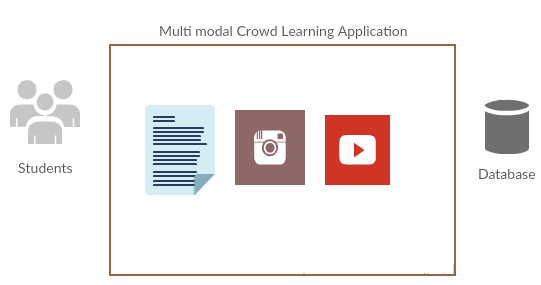 Multi modal Crowd Learning Application
Students
Database